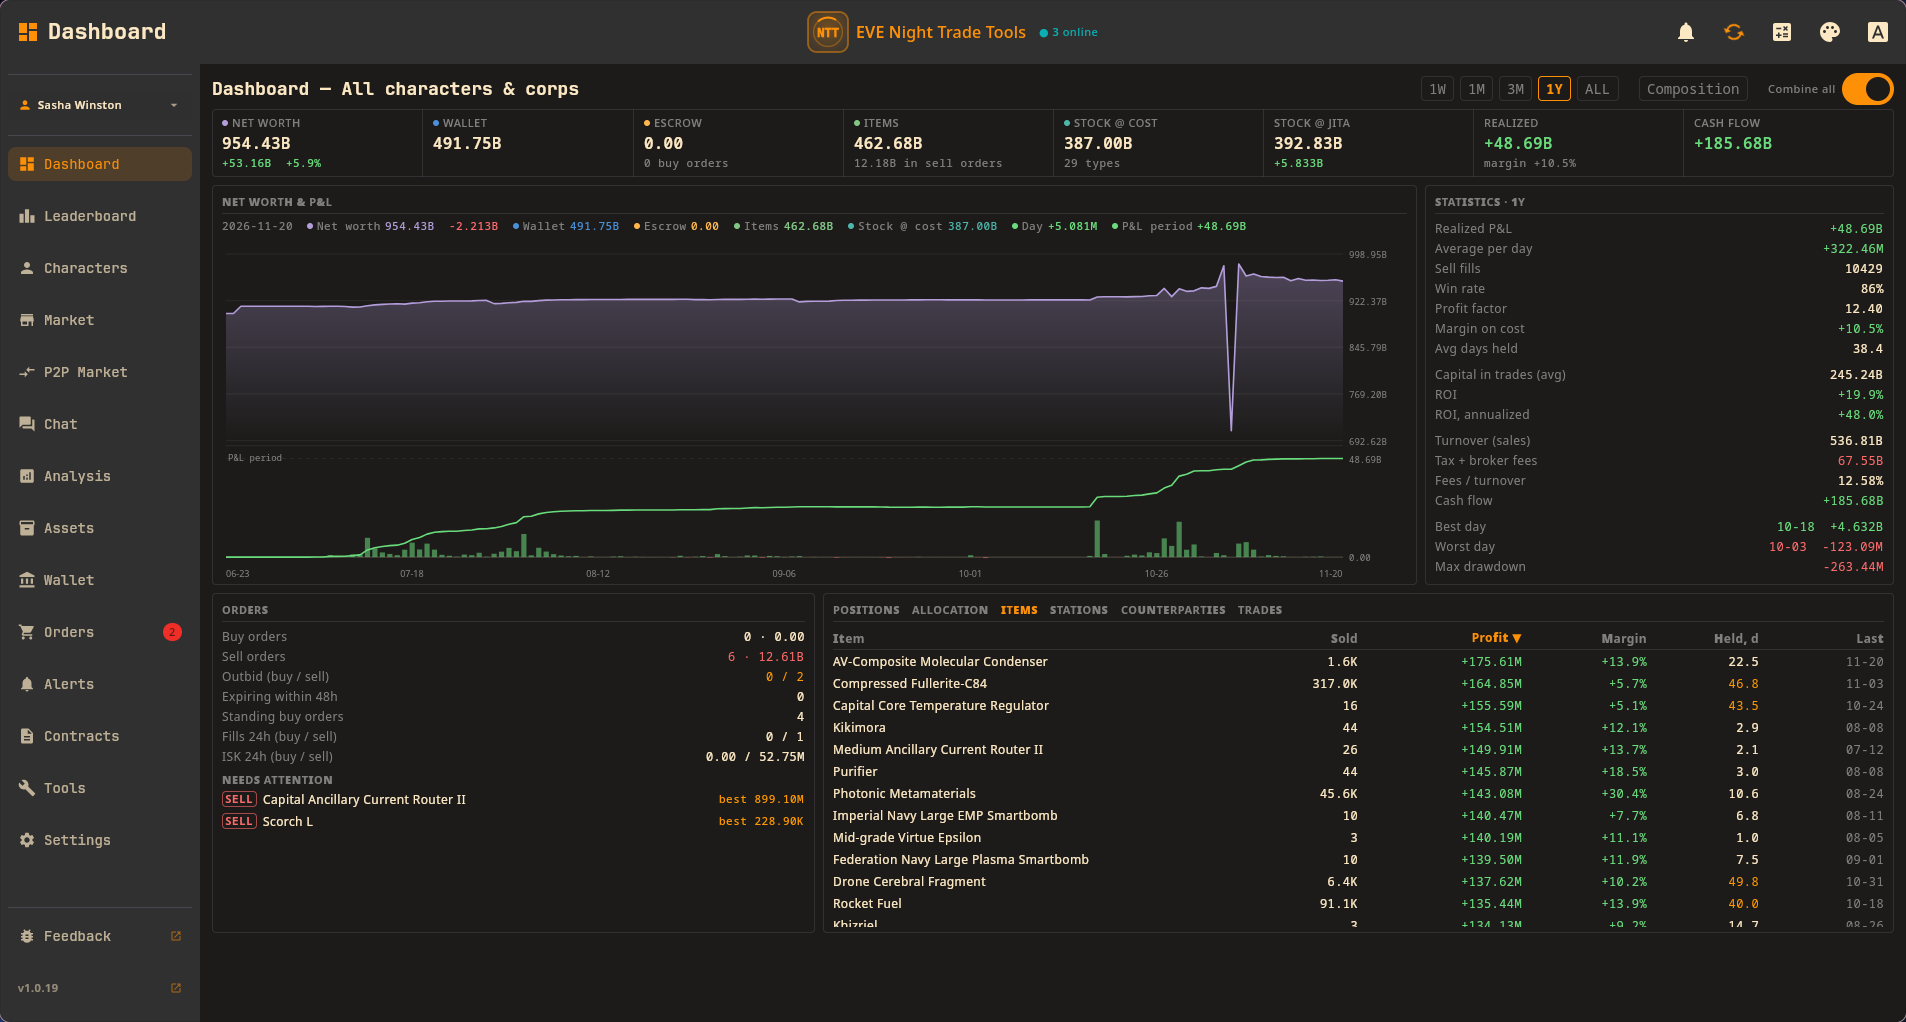 Dashboard
NTT EVE Night Trade Tools 3 online
A
Sasha Winston
Dashboard
Leaderboard
Characters
Market
P2P Market
Chat
Analysis
Assets
Wallet
Orders 2
Alerts
Contracts
Tools
Settings
Feedback
v1.0.19
Dashboard — All characters & corps
1W 1M 3M 1Y ALL Composition Combine all
NET WORTH
954.43B
+53.16B +5.9%
WALLET
491.75B
ESCROW
0.00
0 buy orders
ITEMS
462.68B
12.18B in sell orders
STOCK @ COST
387.00B
29 types
STOCK @ JITA
392.83B
+5.833B
REALIZED
+48.69B
margin +10.5%
CASH FLOW
+185.68B
NET WORTH & P&L
2026-11-20 Net worth 954.43B -2.213B Wallet 491.75B Escrow 0.00 Items 462.68B Stock @ cost 387.00B Day +5.081M P&L period +48.69B
998.95B
922.37B
845.79B
769.20B
692.62B
P&L period
48.69B
0.00
06-23 07-18 08-12 09-06 10-01 10-26 11-20
STATISTICS · 1Y
Realized P&L +48.69B
Average per day +322.46M
Sell fills 10429
Win rate 86%
Profit factor 12.40
Margin on cost +10.5%
Avg days held 38.4
Capital in trades (avg) 245.24B
ROI +19.9%
ROI, annualized +48.0%
Turnover (sales) 536.81B
Tax + broker fees 67.55B
Fees / turnover 12.58%
Cash flow +185.68B
Best day 10-18 +4.632B
Worst day 10-03 -123.09M
Max drawdown -263.44M
ORDERS
Buy orders 0 · 0.00
Sell orders 6 · 12.61B
Outbid (buy / sell) 0 / 2
Expiring within 48h 0
Standing buy orders 4
Fills 24h (buy / sell) 0 / 1
ISK 24h (buy / sell) 0.00 / 52.75M
NEEDS ATTENTION
SELL Capital Ancillary Current Router II best 899.10M
SELL Scorch L best 228.90K
POSITIONS ALLOCATION ITEMS STATIONS COUNTERPARTIES TRADES
Item Sold Profit ▼ Margin Held, d Last
AV-Composite Molecular Condenser 1.6K +175.61M +13.9% 22.5 11-20
Compressed Fullerite-C84 317.0K +164.85M +5.7% 46.8 11-03
Capital Core Temperature Regulator 16 +155.59M +5.1% 43.5 10-24
Kikimora 44 +154.51M +12.1% 2.9 08-08
Medium Ancillary Current Router II 26 +149.91M +13.7% 2.1 07-12
Purifier 44 +145.87M +18.5% 3.0 08-08
Photonic Metamaterials 45.6K +143.08M +30.4% 10.6 08-24
Imperial Navy Large EMP Smartbomb 10 +140.47M +7.7% 6.8 08-11
Mid-grade Virtue Epsilon 3 +140.19M +11.1% 1.0 08-05
Federation Navy Large Plasma Smartbomb 10 +139.50M +11.9% 7.5 09-01
Drone Cerebral Fragment 6.4K +137.62M +10.2% 49.8 10-31
Rocket Fuel 91.1K +135.44M +13.9% 40.0 10-18
Khizriel 3 +134.13M +9.2% 14.7 08-26